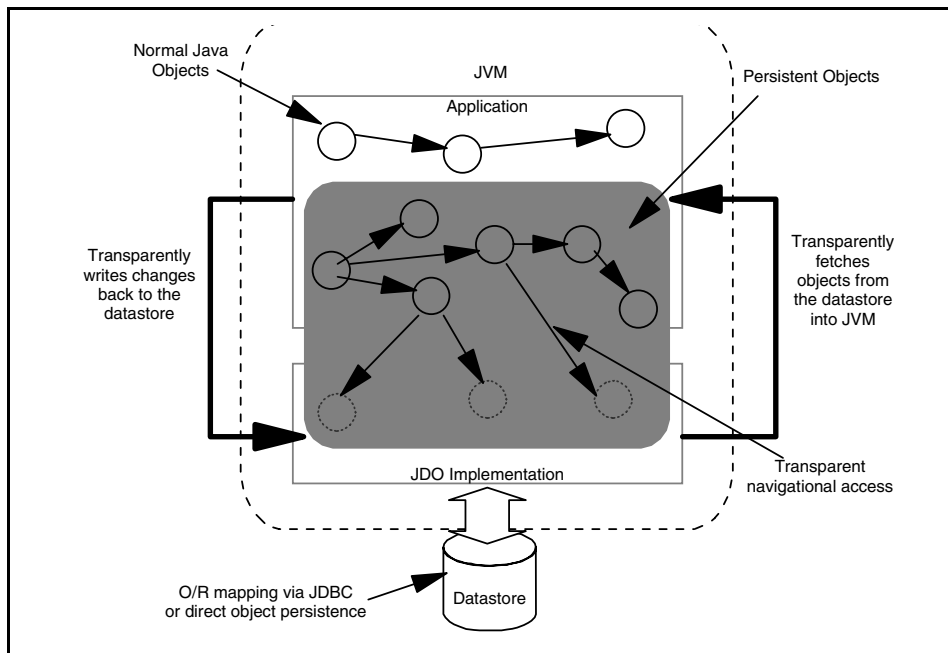 Normal Java
Objects
JVM
Persistent Objects
Application
Transparently
writes changes
back to the
datastore
Transparently
fetches
objects from
the datastore
into JVM
JDO Implementation
Transparent
navigational access
O/R mapping via JDBC
or direct object persistence
Datastore